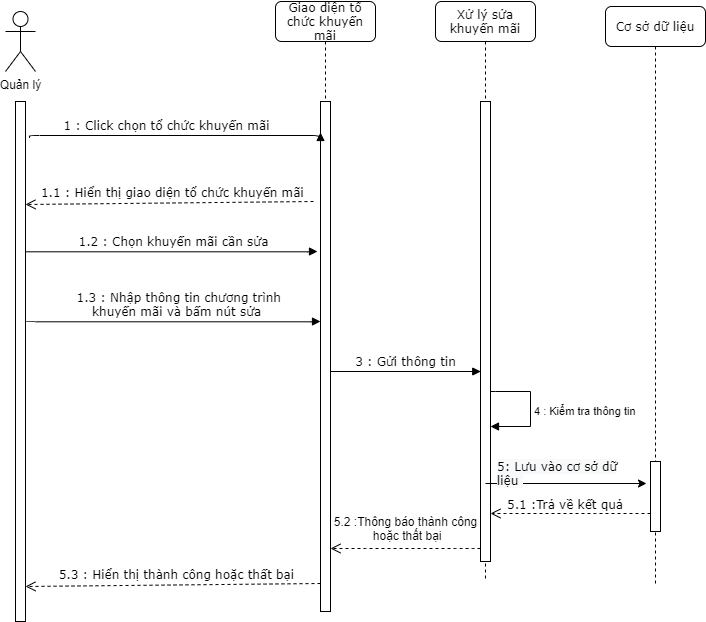 Giao diện tổ
chức khuyến
mãi
Xử lý sửa
khuyến mãi
Cơ sở dữ liệu
Quản lý
1 : Click chọn tổ chức khuyến mãi
1.1 : Hiển thị giao diện tổ chức khuyến mãi
1.2 : Chọn khuyến mãi cần sửa
1.3 : Nhập thông tin chương trình
khuyến mãi và bấm nút sửa
3 : Gửi thông tin
4 : Kiểm tra thông tin
5: Lưu vào cơ sở dữ
liệu
5.1 :Trả về kết quả
5.2 :Thông báo thành công
hoặc thất bại
5.3 : Hiển thị thành công hoặc thất bại